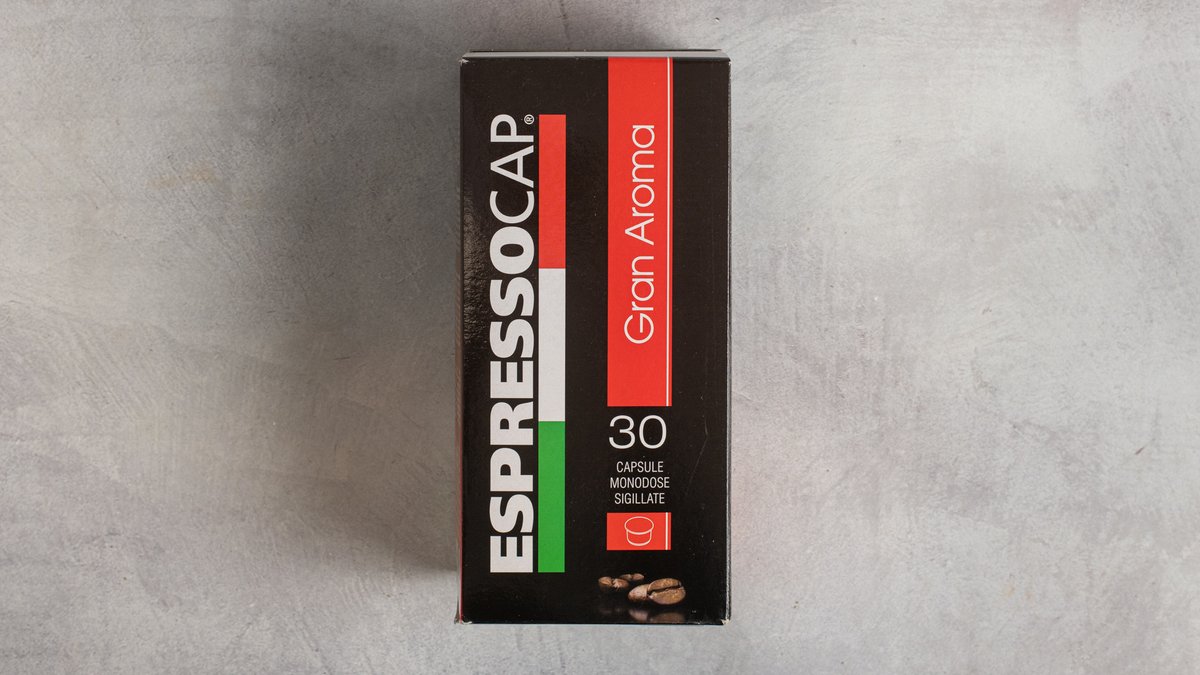 ESPRESSOCAP®
Gran Aroma
30
CAPSULE
MONODOSE
SIGILLATE